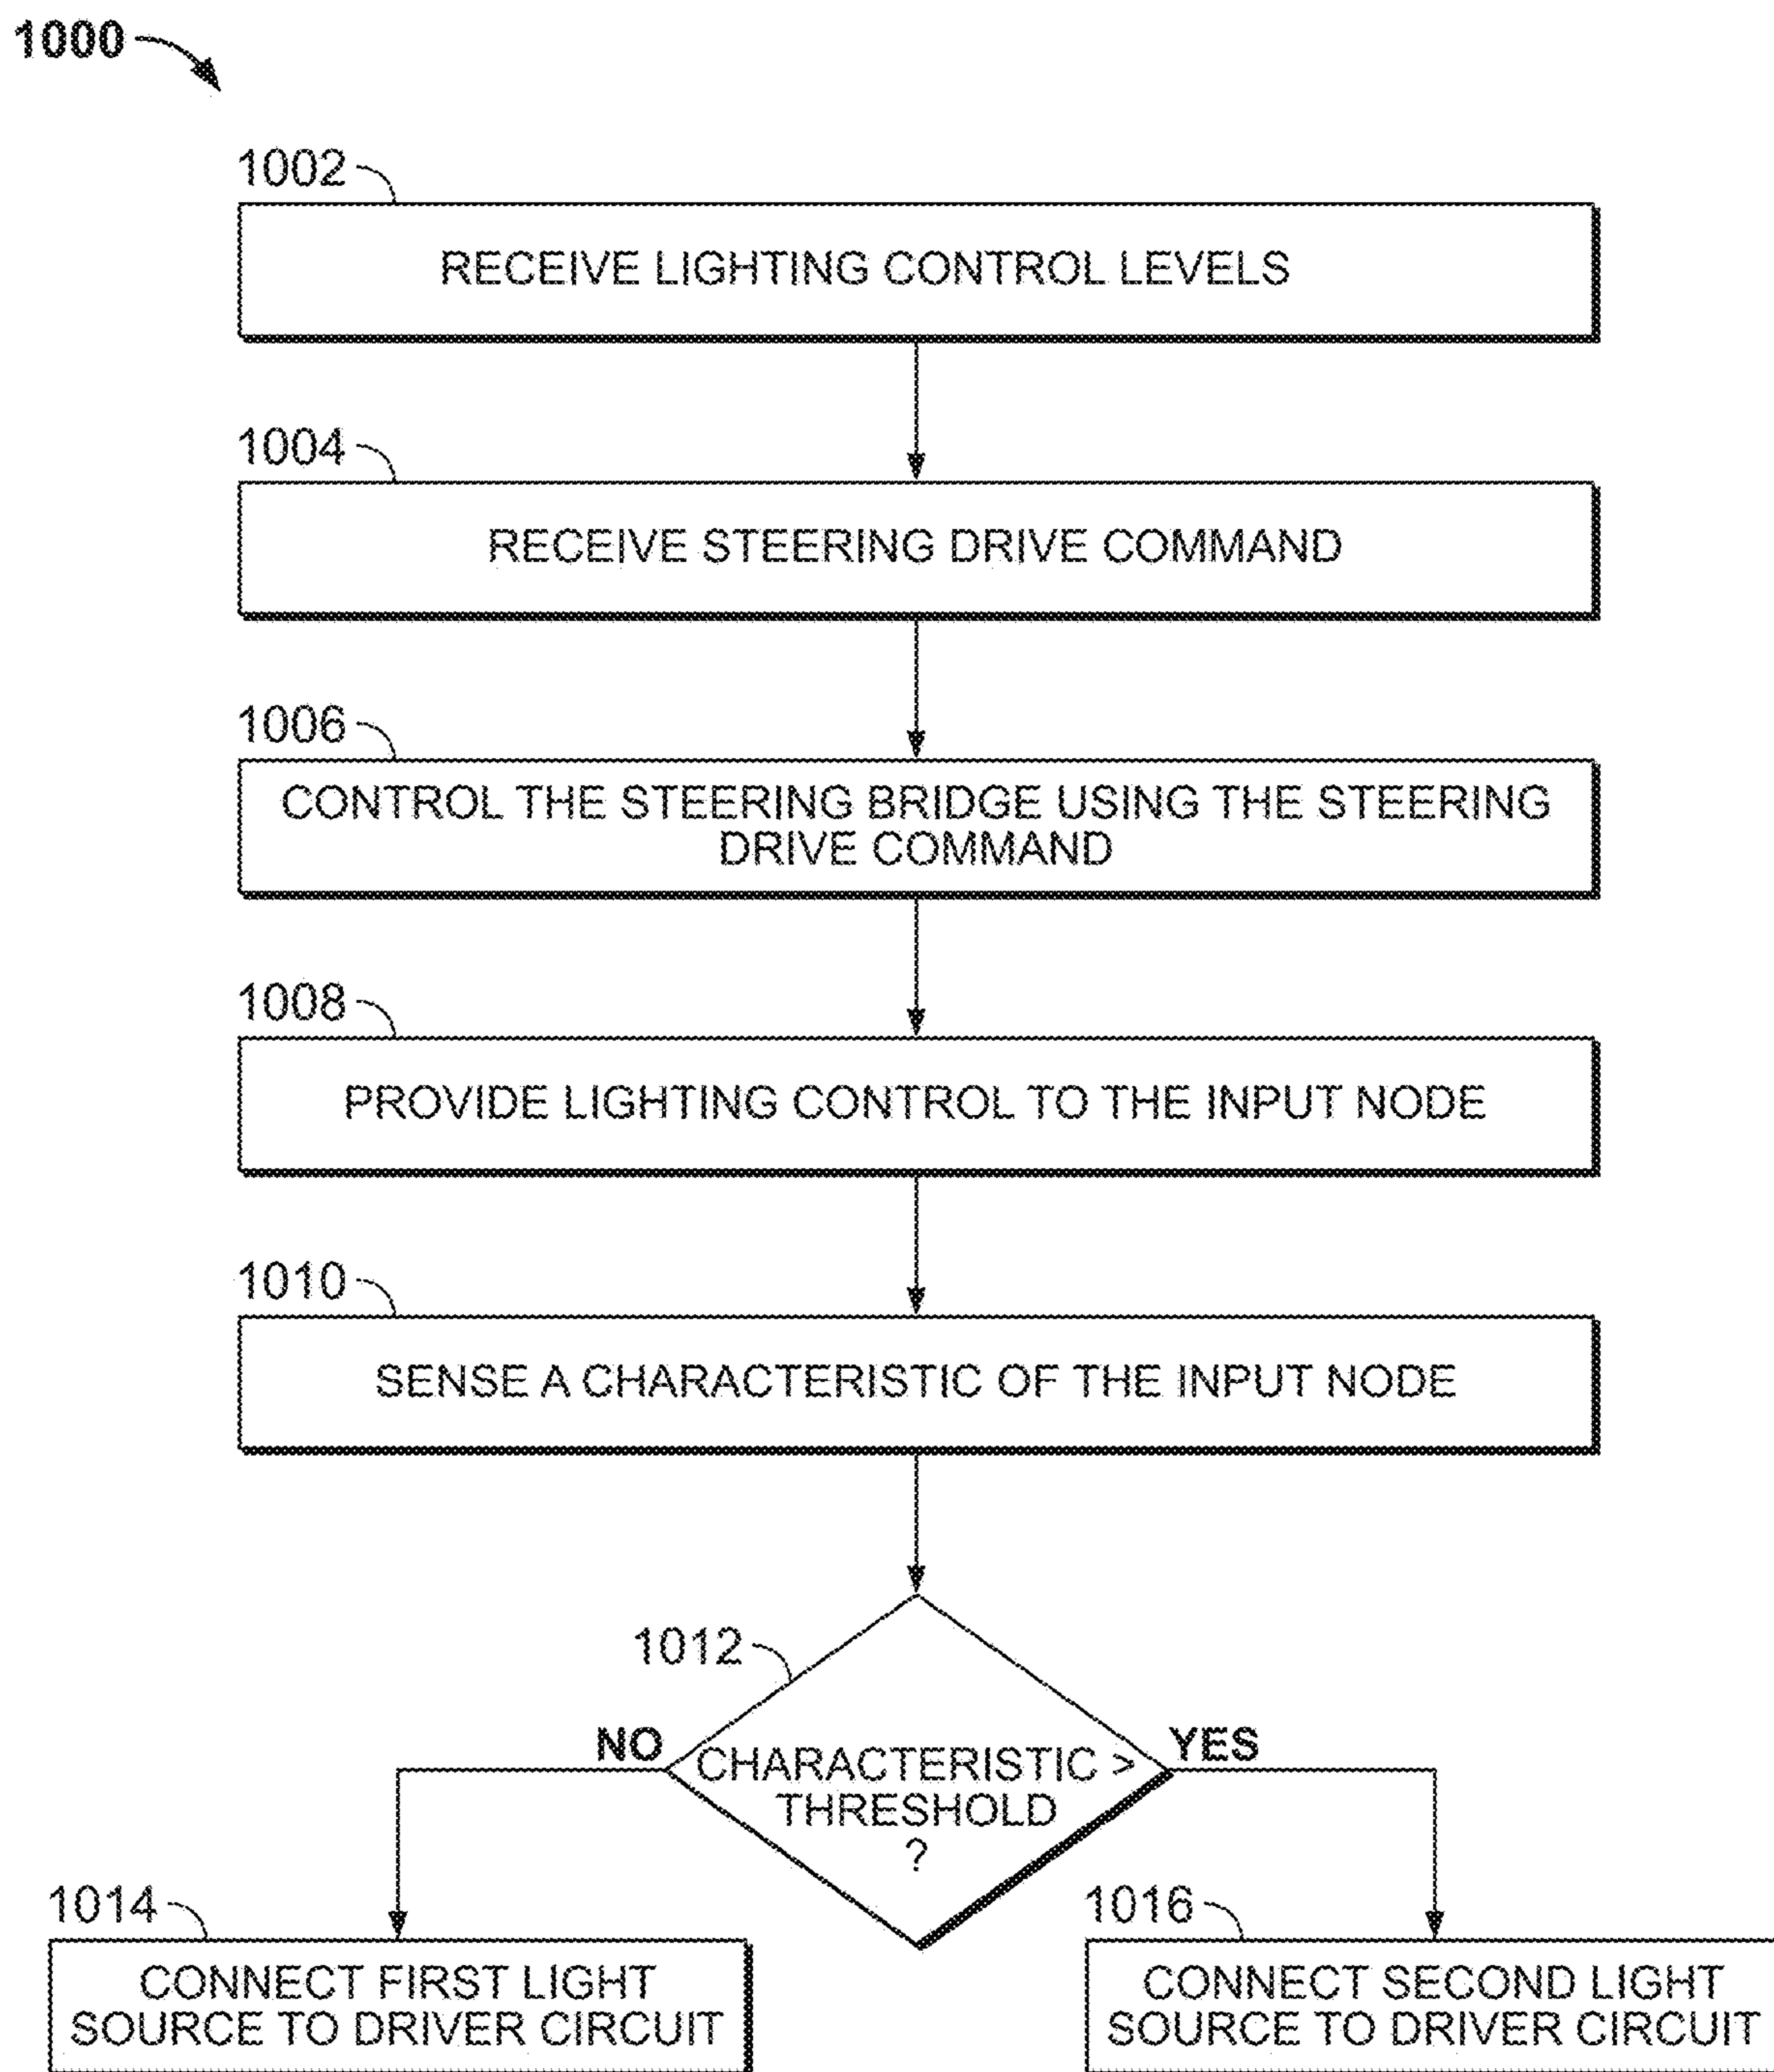 1000
1002
RECEIVE LIGHTING CONTROL LEVELS
1004
RECEIVE STEERING DRIVE COMMAND
1006
CONTROL THE STEERING BRIDGE USING THE STEERING
DRIVE COMMAND
1008
PROVIDE LIGHTING CONTROL TO THE INPUT NODE
1010
SENSE A CHARACTERISTIC OF THE INPUT NODE
1012
NO
YES
CHARACTERISTIC >
THRESHOLD
?
1014
CONNECT FIRST LIGHT
SOURCE TO DRIVER CIRCUIT
1016
CONNECT SECOND LIGHT
SOURCE TO DRIVER CIRCUIT